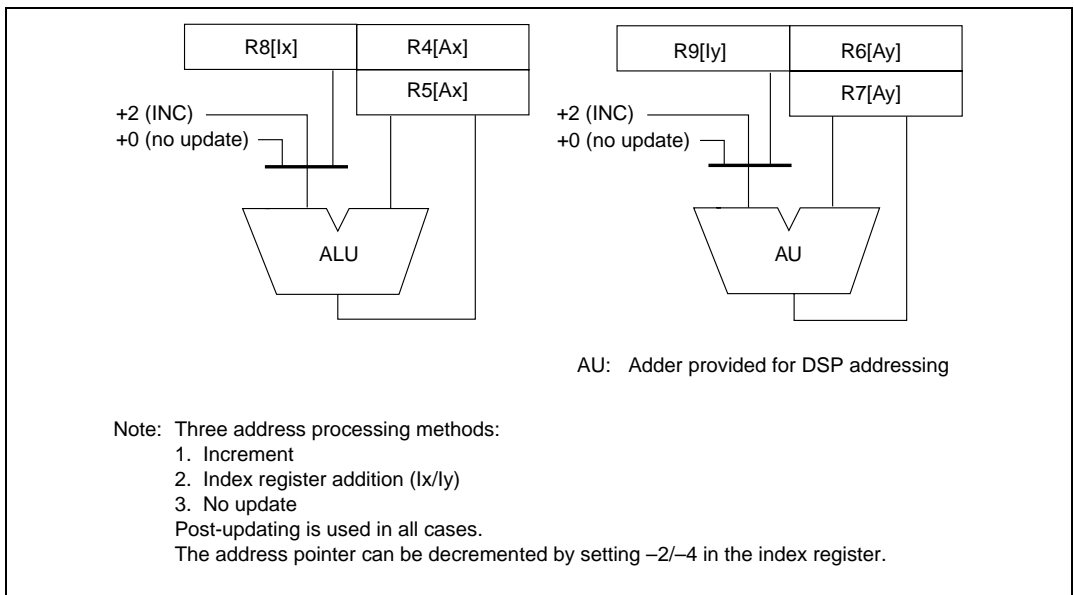 R8[Ix] R4[Ax]
R5[Ax]
+2 (INC)
+0 (no update)
ALU
R9[Iy] R6[Ay]
R7[Ay]
+2 (INC)
+0 (no update)
AU
AU: Adder provided for DSP addressing
Note: Three address processing methods:
1. Increment
2. Index register addition (Ix/Iy)
3. No update
Post-updating is used in all cases.
The address pointer can be decremented by setting –2/–4 in the index register.